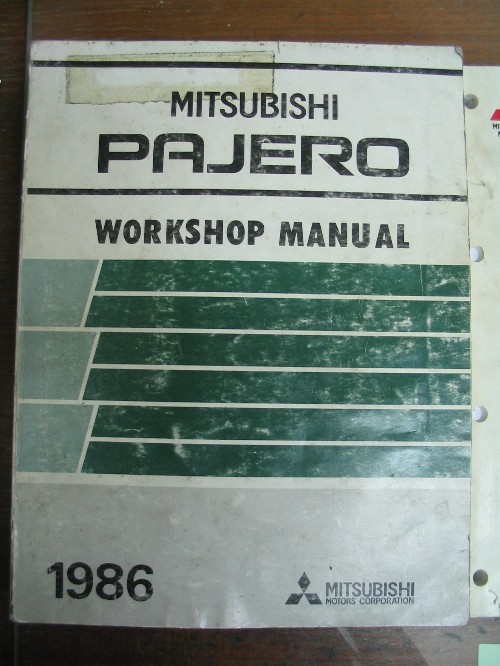 MITSUBISHI
PAJERO
WORKSHOP MANUAL
1986
MITSUBISHI
MOTORS CORPORATION